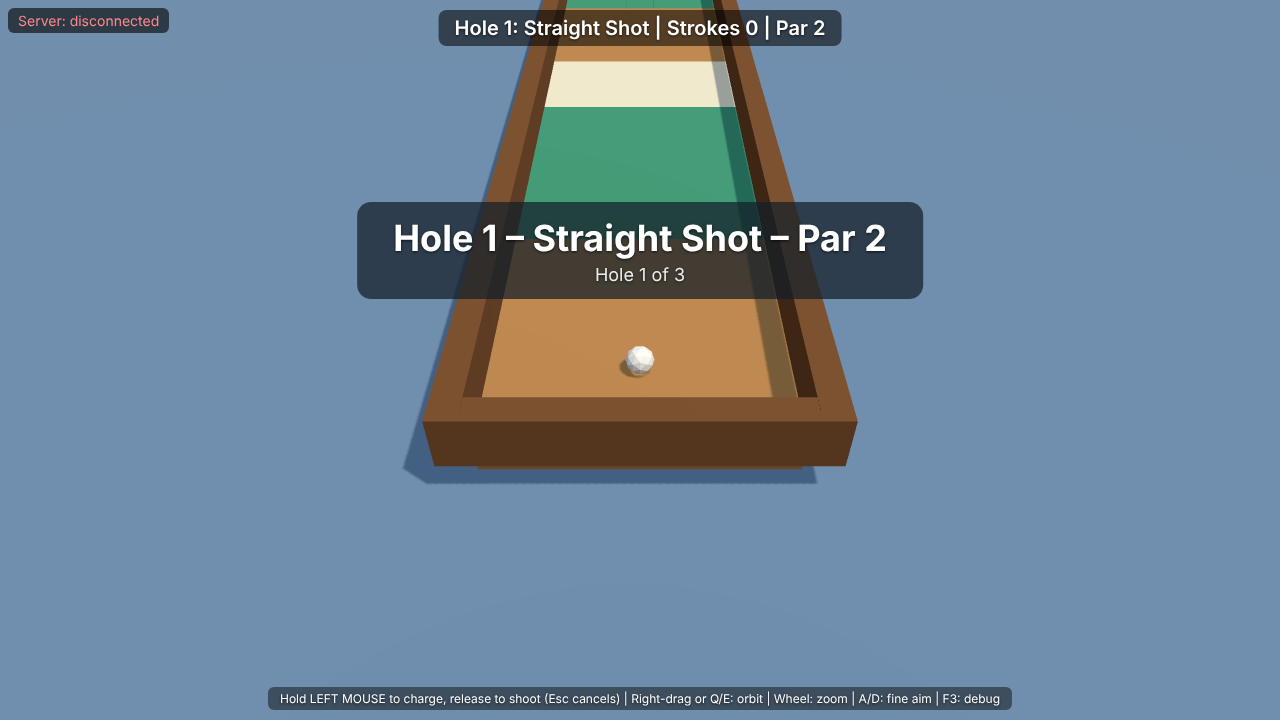 Server: disconnected
Hole 1: Straight Shot | Strokes 0 | Par 2
Hole 1 – Straight Shot – Par 2
Hole 1 of 3
Hold LEFT MOUSE to charge, release to shoot (Esc cancels) | Right-drag or Q/E: orbit | Wheel: zoom | A/D: fine aim | F3: debug